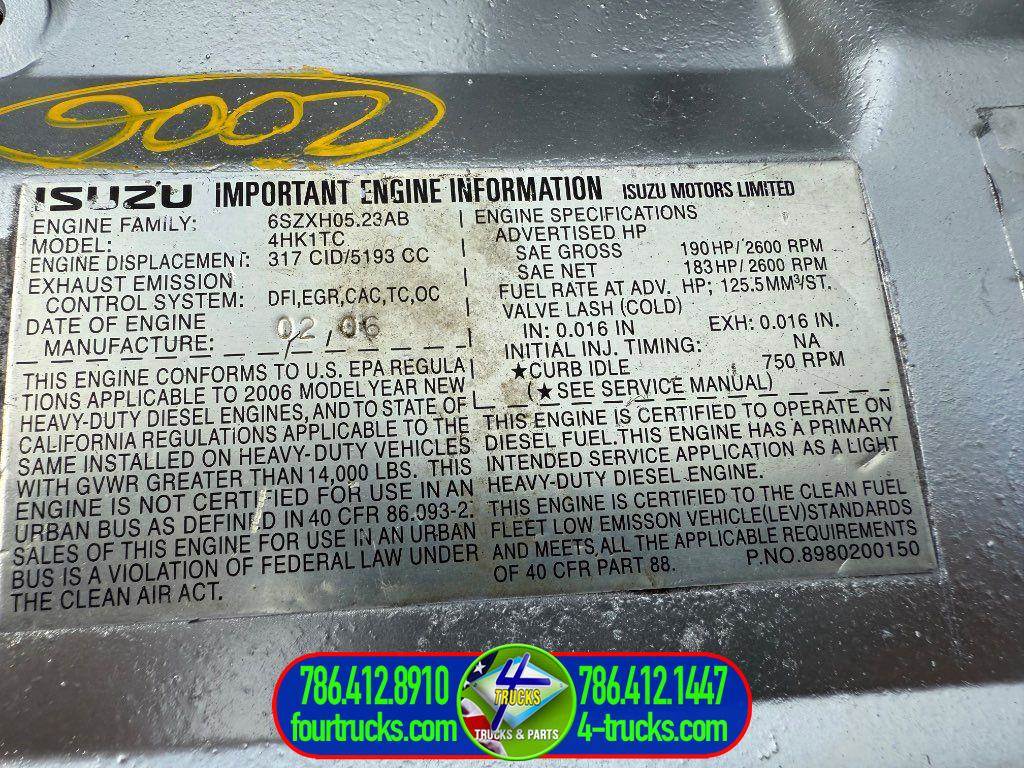 2006
ISUZU IMPORTANT ENGINE INFORMATION ISUZU MOTORS LIMITED
ENGINE FAMILY: 6SZXH05.23AB
MODEL: 4HK1TC
ENGINE DISPLACEMENT: 317 CID/5193 CC
EXHAUST EMISSION
CONTROL SYSTEM: DFI,EGR,CAC,TC,OC
DATE OF ENGINE
MANUFACTURE: 02 / 06
THIS ENGINE CONFORMS TO U.S. EPA REGULA
TIONS APPLICABLE TO 2006 MODEL YEAR NEW
HEAVY-DUTY DIESEL ENGINES, AND TO STATE OF
CALIFORNIA REGULATIONS APPLICABLE TO THE
SAME INSTALLED ON HEAVY-DUTY VEHICLES
WITH GVWR GREATER THAN 14,000 LBS. THIS
ENGINE IS NOT CERTIFIED FOR USE IN AN
URBAN BUS AS DEFINED IN 40 CFR 86.093-2.
SALES OF THIS ENGINE FOR USE IN AN URBAN
BUS IS A VIOLATION OF FEDERAL LAW UNDER
THE CLEAN AIR ACT.
ENGINE SPECIFICATIONS
ADVERTISED HP
SAE GROSS 190 HP/ 2600 RPM
SAE NET 183 HP/ 2600 RPM
FUEL RATE AT ADV. HP; 125.5 MM³/ST.
VALVE LASH (COLD)
IN: 0.016 IN EXH: 0.016 IN.
INITIAL INJ. TIMING: NA
★CURB IDLE 750 RPM
(★SEE SERVICE MANUAL)
THIS ENGINE IS CERTIFIED TO OPERATE ON
DIESEL FUEL. THIS ENGINE HAS A PRIMARY
INTENDED SERVICE APPLICATION AS A LIGHT
HEAVY-DUTY DIESEL ENGINE.
THIS ENGINE IS CERTIFIED TO THE CLEAN FUEL
FLEET LOW EMISSON VEHICLE(LEV)STANDARDS
AND MEETS,ALL THE APPLICABLE REQUIREMENTS
OF 40 CFR PART 88. P.NO.8980200150
786.412.8910
fourtrucks.com
4
TRUCKS
TRUCKS & PARTS
786.412.1447
4-trucks.com